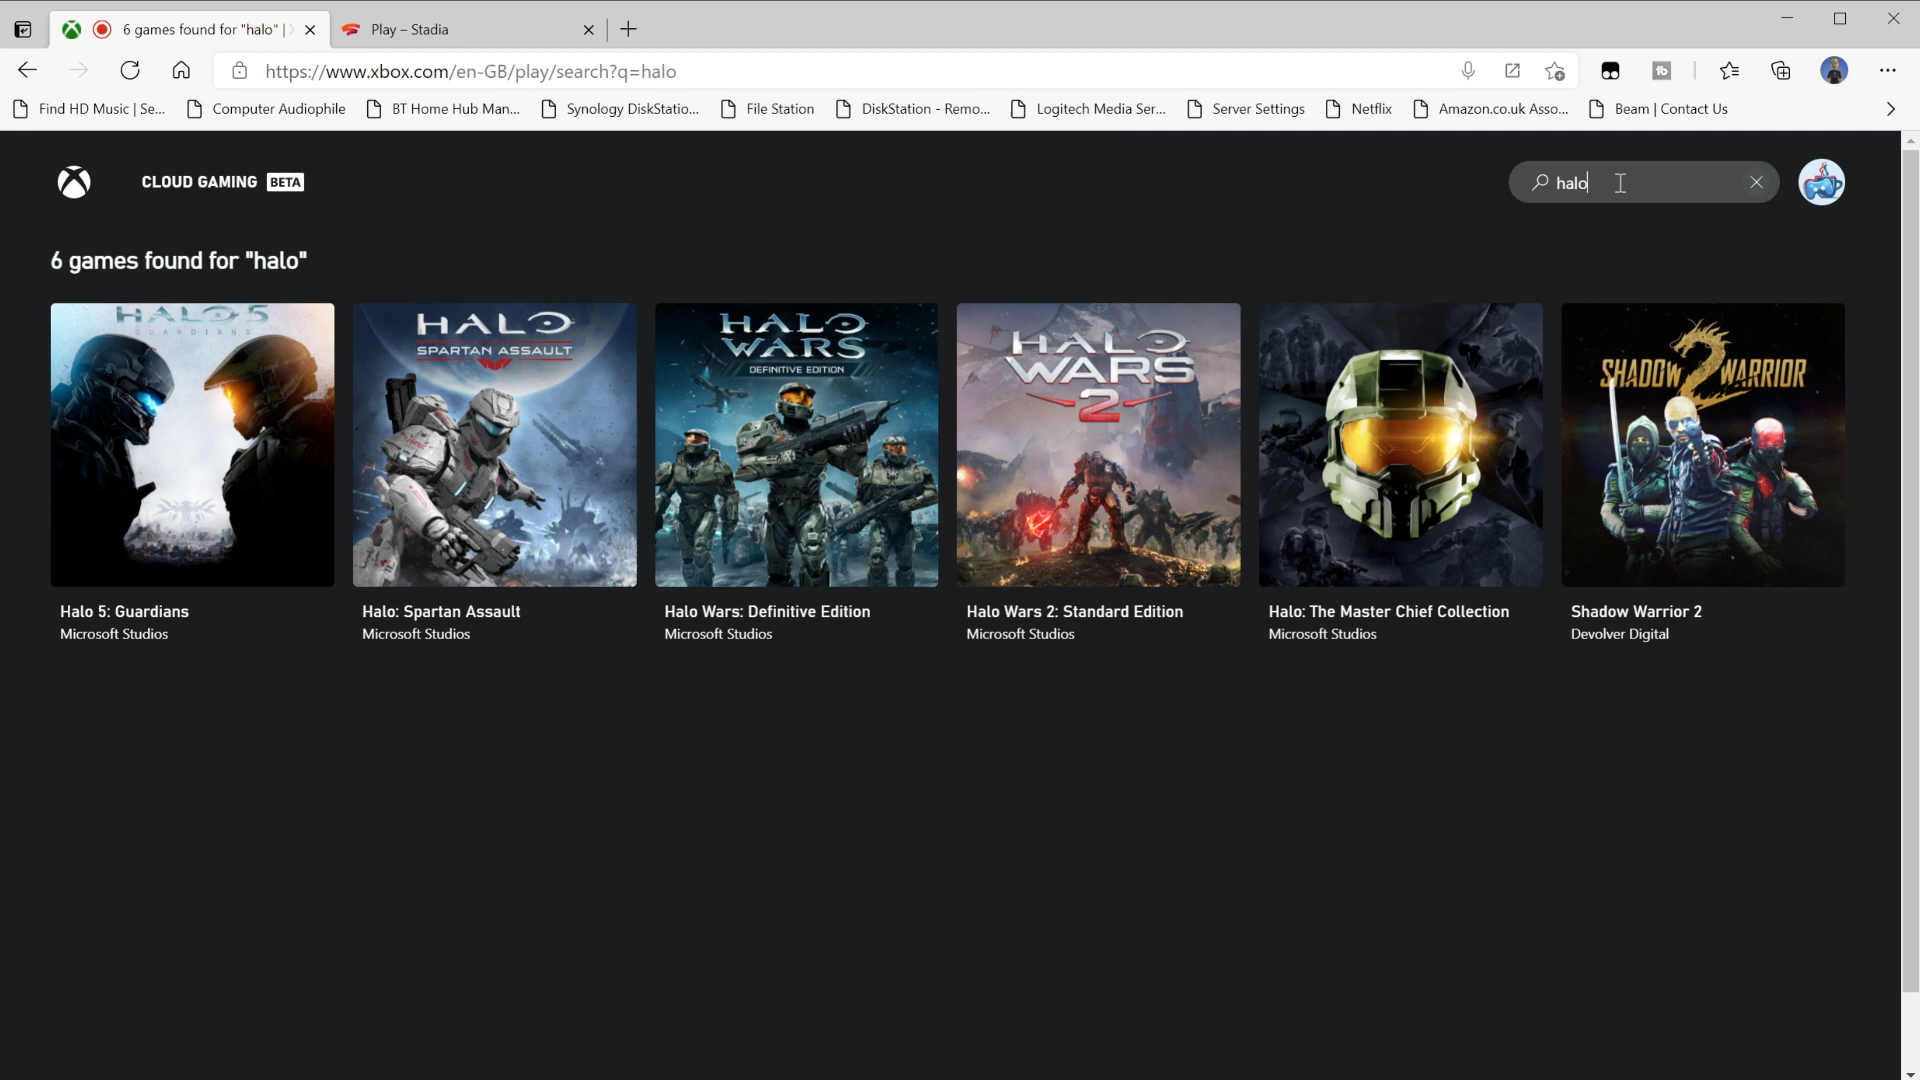 6 games found for "halo" |
Play – Stadia
https://www.xbox.com/en-GB/play/search?q=halo
tb
Find HD Music | Se...
Computer Audiophile
BT Home Hub Man...
Synology DiskStatio...
File Station
DiskStation - Remo...
Logitech Media Ser...
Server Settings
Netflix
Amazon.co.uk Asso...
Beam | Contact Us
CLOUD GAMING BETA
halo
6 games found for "halo"
HALO 5
GUARDIANS
HALO
SPARTAN ASSAULT
HALO
WARS
DEFINITIVE EDITION
HALO
WARS
2
SHADOW 2 WARRIOR
Halo 5: Guardians
Microsoft Studios
Halo: Spartan Assault
Microsoft Studios
Halo Wars: Definitive Edition
Microsoft Studios
Halo Wars 2: Standard Edition
Microsoft Studios
Halo: The Master Chief Collection
Microsoft Studios
Shadow Warrior 2
Devolver Digital